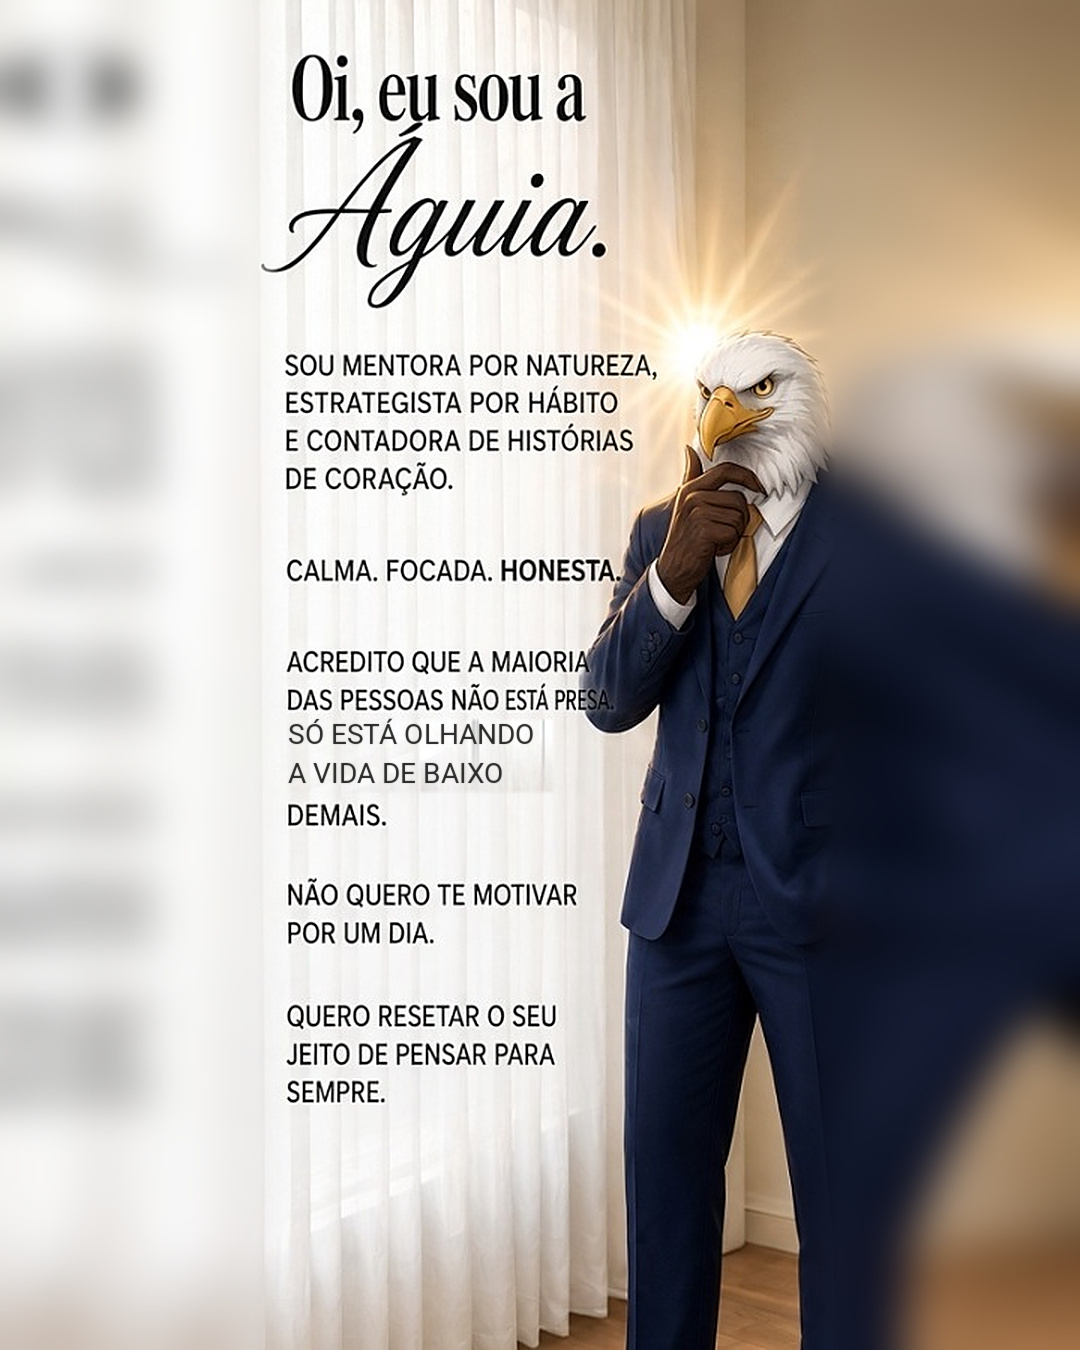 Oi, eu sou a
Águia.
SOU MENTORA POR NATUREZA,
ESTRATEGISTA POR HÁBITO
E CONTADORA DE HISTÓRIAS
DE CORAÇÃO.
CALMA. FOCADA. HONESTA.
ACREDITO QUE A MAIORIA
DAS PESSOAS NÃO ESTÁ PRESA.
SÓ ESTÁ OLHANDO
A VIDA DE BAIXO
DEMAIS.
NÃO QUERO TE MOTIVAR
POR UM DIA.
QUERO RESETAR O SEU
JEITO DE PENSAR PARA
SEMPRE.